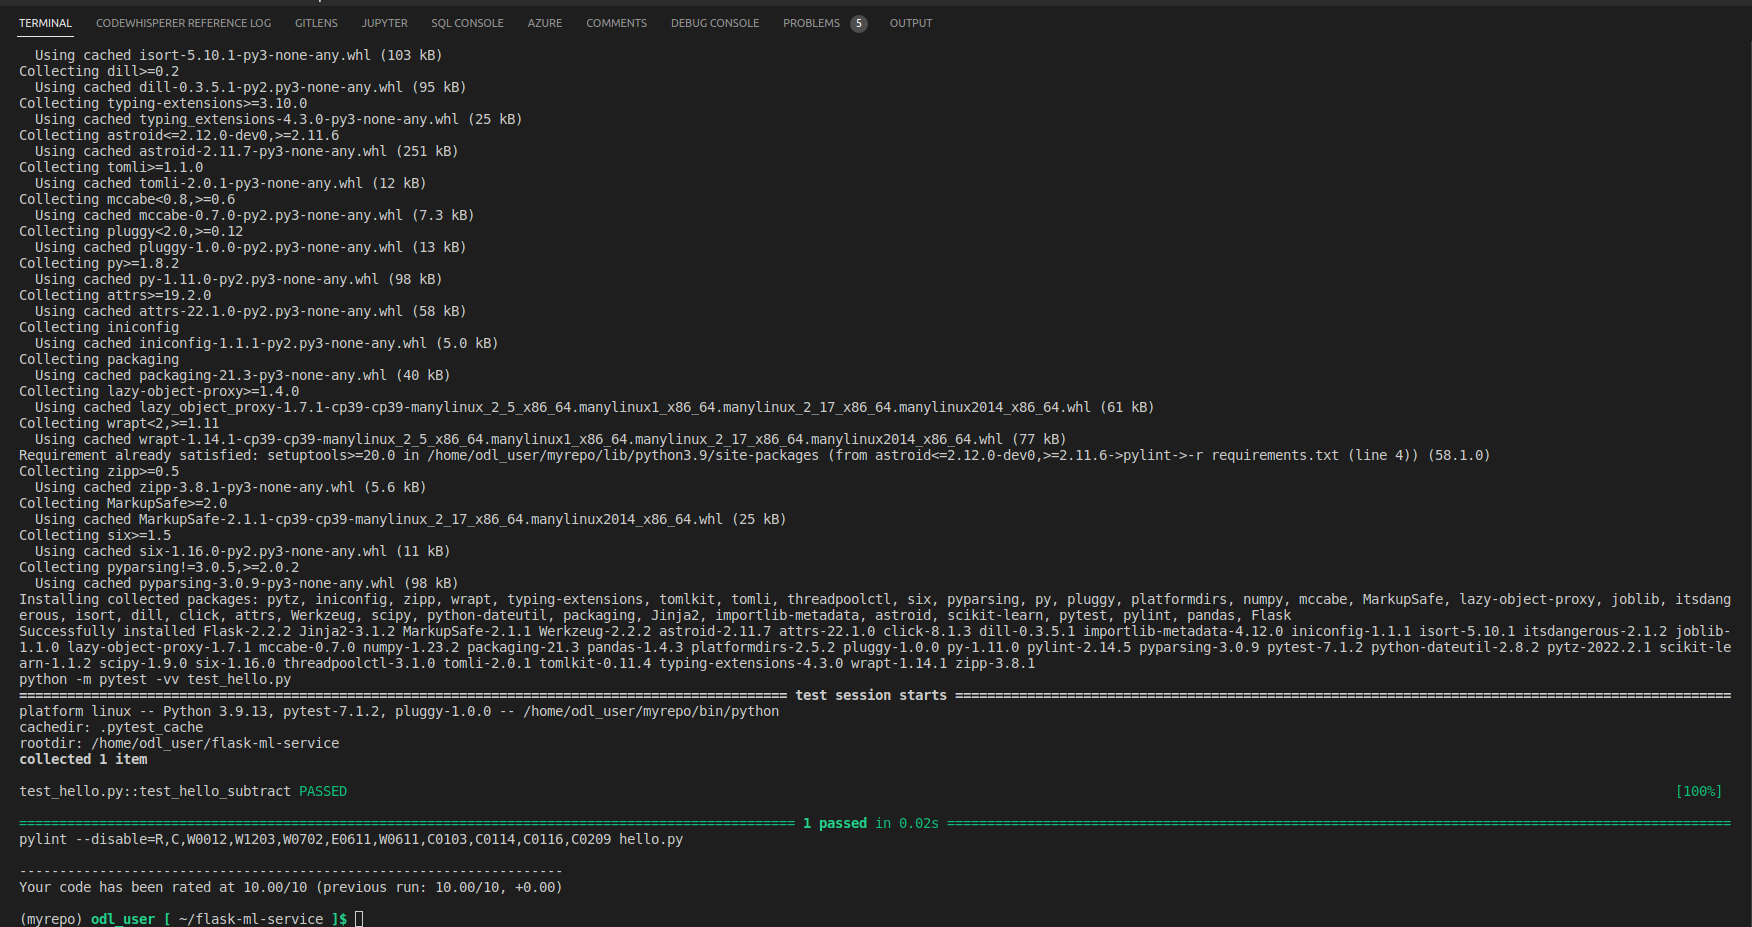 TERMINAL CODEWHISPERER REFERENCE LOG GITLENS JUPYTER SQL CONSOLE AZURE COMMENTS DEBUG CONSOLE PROBLEMS 5 OUTPUT
Using cached isort-5.10.1-py3-none-any.whl (103 kB)
Collecting dill>=0.2
Using cached dill-0.3.5.1-py2.py3-none-any.whl (95 kB)
Collecting typing-extensions>=3.10.0
Using cached typing_extensions-4.3.0-py3-none-any.whl (25 kB)
Collecting astroid<=2.12.0-dev0,>=2.11.6
Using cached astroid-2.11.7-py3-none-any.whl (251 kB)
Collecting tomli>=1.1.0
Using cached tomli-2.0.1-py3-none-any.whl (12 kB)
Collecting mccabe<0.8,>=0.6
Using cached mccabe-0.7.0-py2.py3-none-any.whl (7.3 kB)
Collecting pluggy<2.0,>=0.12
Using cached pluggy-1.0.0-py2.py3-none-any.whl (13 kB)
Collecting py>=1.8.2
Using cached py-1.11.0-py2.py3-none-any.whl (98 kB)
Collecting attrs>=19.2.0
Using cached attrs-22.1.0-py2.py3-none-any.whl (58 kB)
Collecting iniconfig
Using cached iniconfig-1.1.1-py2.py3-none-any.whl (5.0 kB)
Collecting packaging
Using cached packaging-21.3-py3-none-any.whl (40 kB)
Collecting lazy-object-proxy>=1.4.0
Using cached lazy_object_proxy-1.7.1-cp39-cp39-manylinux_2_5_x86_64.manylinux1_x86_64.manylinux_2_17_x86_64.manylinux2014_x86_64.whl (61 kB)
Collecting wrapt<2,>=1.11
Using cached wrapt-1.14.1-cp39-cp39-manylinux_2_5_x86_64.manylinux1_x86_64.manylinux_2_17_x86_64.manylinux2014_x86_64.whl (77 kB)
Requirement already satisfied: setuptools>=20.0 in /home/odl_user/myrepo/lib/python3.9/site-packages (from astroid<=2.12.0-dev0,>=2.11.6->pylint->-r requirements.txt (line 4)) (58.1.0)
Collecting zipp>=0.5
Using cached zipp-3.8.1-py3-none-any.whl (5.6 kB)
Collecting MarkupSafe>=2.0
Using cached MarkupSafe-2.1.1-cp39-cp39-manylinux_2_17_x86_64.manylinux2014_x86_64.whl (25 kB)
Collecting six>=1.5
Using cached six-1.16.0-py2.py3-none-any.whl (11 kB)
Collecting pyparsing!=3.0.5,>=2.0.2
Using cached pyparsing-3.0.9-py3-none-any.whl (98 kB)
Installing collected packages: pytz, iniconfig, zipp, wrapt, typing-extensions, tomlkit, tomli, threadpoolctl, six, pyparsing, py, pluggy, platformdirs, numpy, mccabe, MarkupSafe, lazy-object-proxy, joblib, itsdang
erous, isort, dill, click, attrs, Werkzeug, scipy, python-dateutil, packaging, Jinja2, importlib-metadata, astroid, scikit-learn, pytest, pylint, pandas, Flask
Successfully installed Flask-2.2.2 Jinja2-3.1.2 MarkupSafe-2.1.1 Werkzeug-2.2.2 astroid-2.11.7 attrs-22.1.0 click-8.1.3 dill-0.3.5.1 importlib-metadata-4.12.0 iniconfig-1.1.1 isort-5.10.1 itsdangerous-2.1.2 joblib-
1.1.0 lazy-object-proxy-1.7.1 mccabe-0.7.0 numpy-1.23.2 packaging-21.3 pandas-1.4.3 platformdirs-2.5.2 pluggy-1.0.0 py-1.11.0 pylint-2.14.5 pyparsing-3.0.9 pytest-7.1.2 python-dateutil-2.8.2 pytz-2022.2.1 scikit-le
arn-1.1.2 scipy-1.9.0 six-1.16.0 threadpoolctl-3.1.0 tomli-2.0.1 tomlkit-0.11.4 typing-extensions-4.3.0 wrapt-1.14.1 zipp-3.8.1
python -m pytest -vv test_hello.py
================================================================================================ test session starts =================================================================================================
platform linux -- Python 3.9.13, pytest-7.1.2, pluggy-1.0.0 -- /home/odl_user/myrepo/bin/python
cachedir: .pytest_cache
rootdir: /home/odl_user/flask-ml-service
collected 1 item
test_hello.py::test_hello_subtract PASSED [100%]
================================================================================================= 1 passed in 0.02s ==================================================================================================
pylint --disable=R,C,W0012,W1203,W0702,E0611,W0611,C0103,C0114,C0116,C0209 hello.py
--------------------------------------------------------------------
Your code has been rated at 10.00/10 (previous run: 10.00/10, +0.00)
(myrepo) odl_user [ ~/flask-ml-service ]$